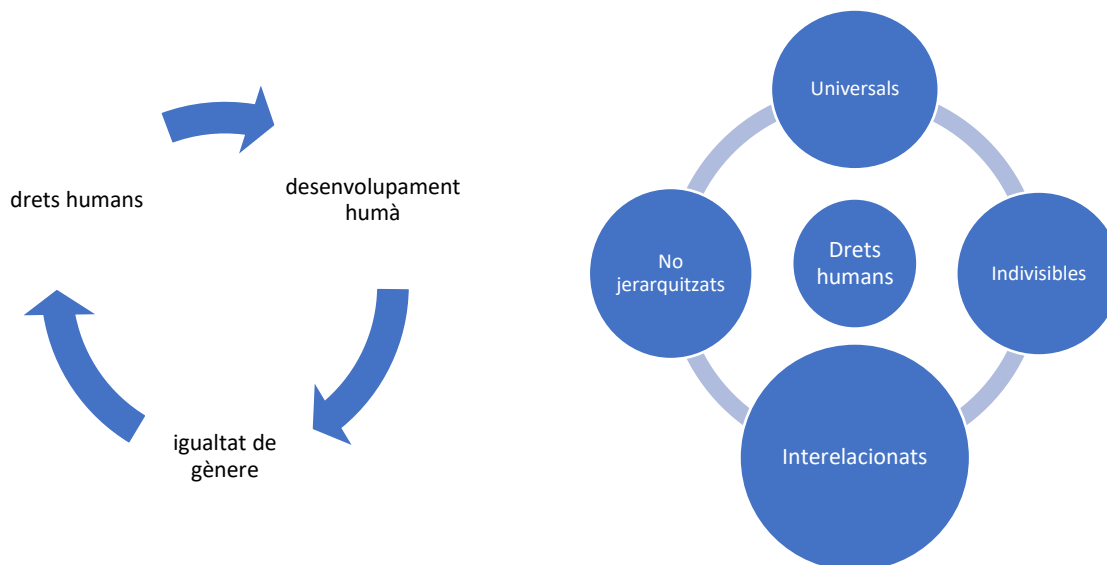 drets humans
desenvolupament
humà
igualtat de
gènere
Universals
No
jerarquitzats
Drets
humans
Indivisibles
Interelacionats